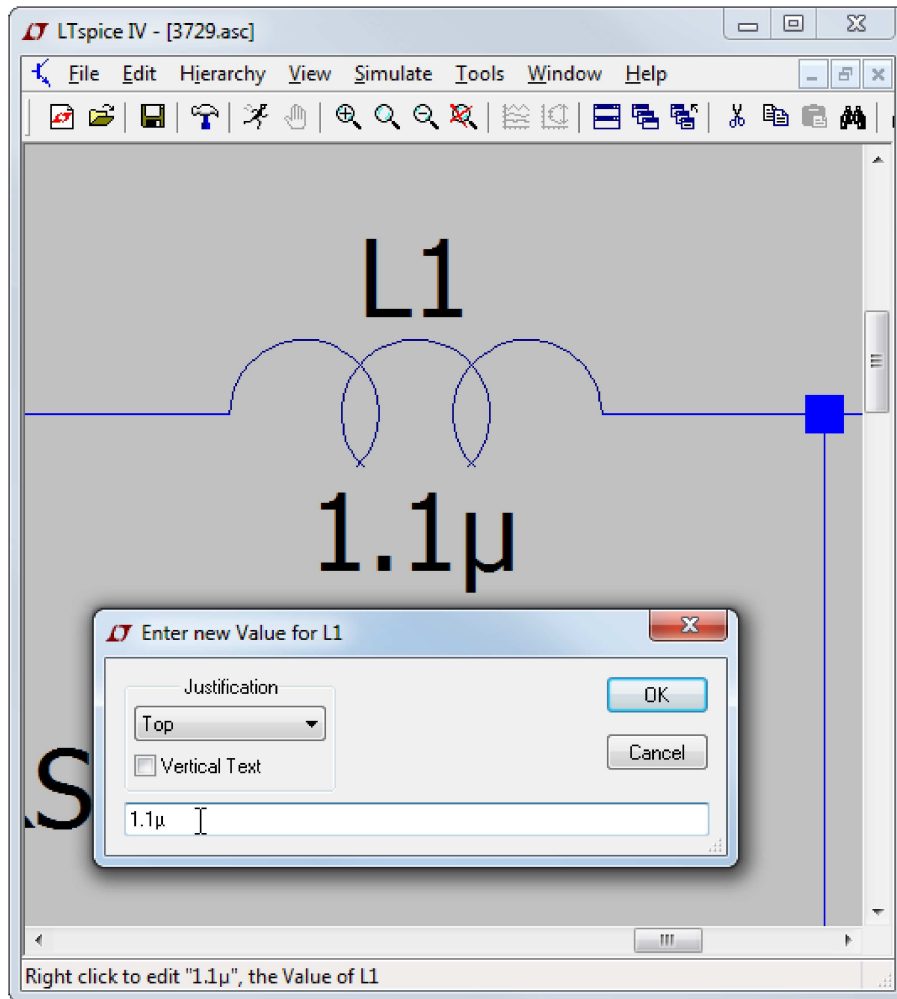 LTspice IV - [3729.asc]
File Edit Hierarchy View Simulate Tools Window Help
L1
1.1µ
Enter new Value for L1
Justification
OK
Top
Cancel
Vertical Text
1.1µ
Right click to edit "1.1µ", the Value of L1